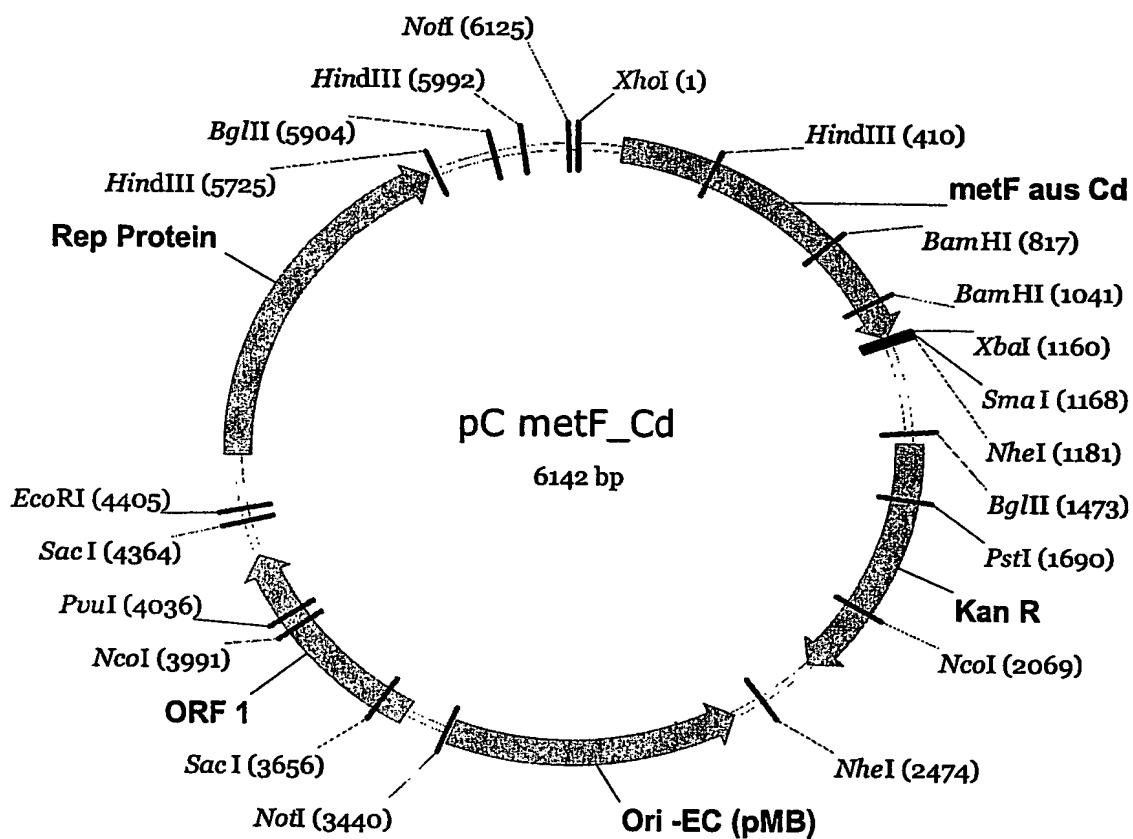 NotI (6125)
HindIII (5992)
XhoI (1)
BglII (5904)
HindIII (410)
HindIII (5725)
metF aus Cd
Rep Protein
BamHI (817)
BamHI (1041)
XbaI (1160)
SmaI (1168)
pC metF_Cd
6142 bp
NheI (1181)
EcoRI (4405)
BglII (1473)
SacI (4364)
PstI (1690)
PvuI (4036)
Kan R
NcoI (3991)
NcoI (2069)
ORF 1
SacI (3656)
NheI (2474)
NotI (3440)
Ori -EC (pMB)